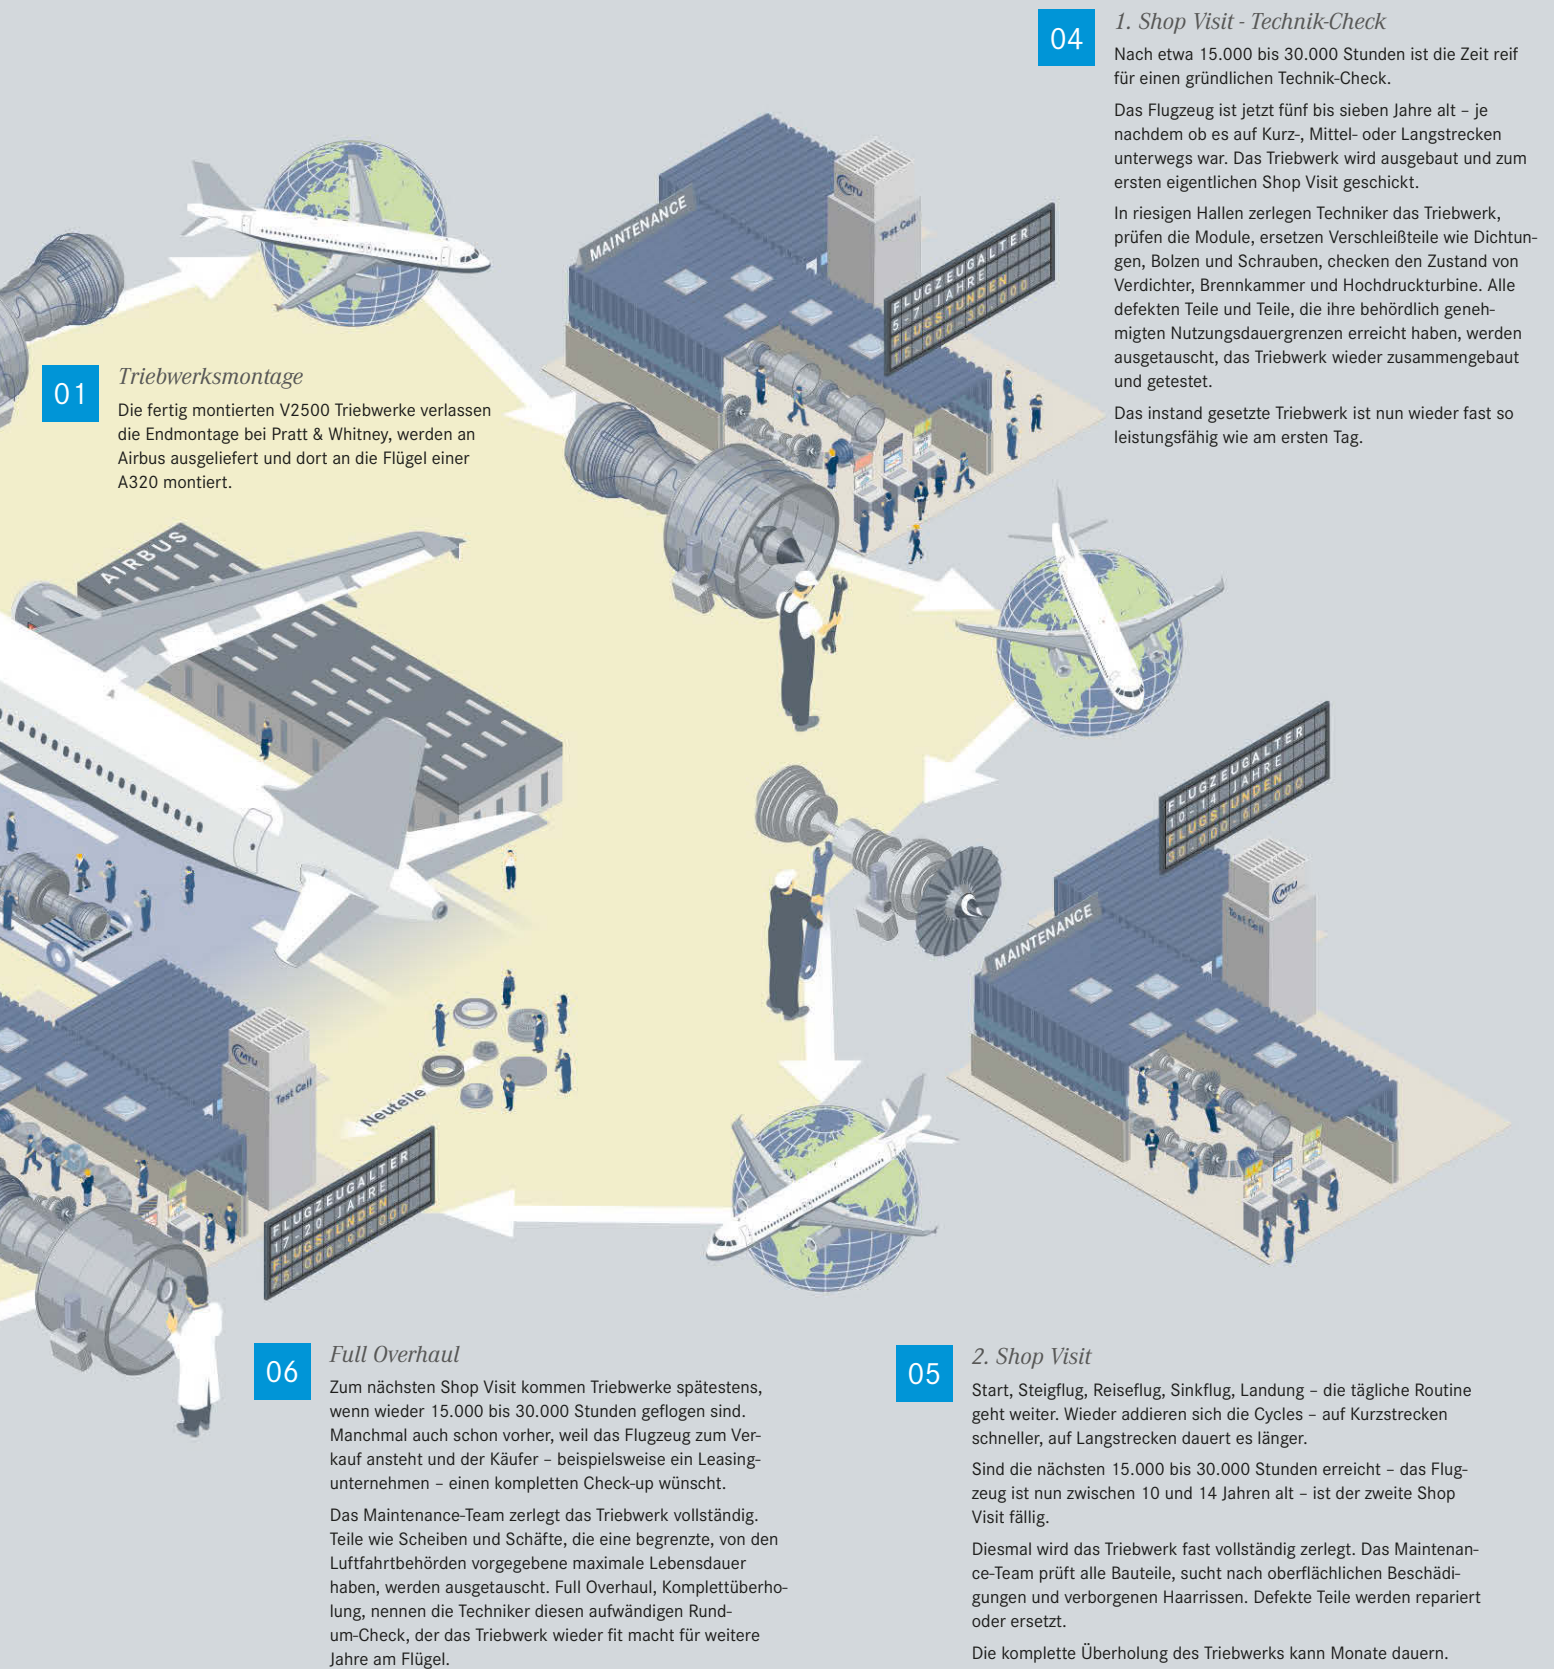 04
1. Shop Visit - Technik-Check
Nach etwa 15.000 bis 30.000 Stunden ist die Zeit reif
für einen gründlichen Technik-Check.
Das Flugzeug ist jetzt fünf bis sieben Jahre alt – je
nachdem ob es auf Kurz-, Mittel- oder Langstrecken
unterwegs war. Das Triebwerk wird ausgebaut und zum
ersten eigentlichen Shop Visit geschickt.
In riesigen Hallen zerlegen Techniker das Triebwerk,
prüfen die Module, ersetzen Verschleißteile wie Dichtun-
gen, Bolzen und Schrauben, checken den Zustand von
Verdichter, Brennkammer und Hochdruckturbine. Alle
defekten Teile und Teile, die ihre behördlich geneh-
migten Nutzungsdauergrenzen erreicht haben, werden
ausgetauscht, das Triebwerk wieder zusammengebaut
und getestet.
Das instand gesetzte Triebwerk ist nun wieder fast so
leistungsfähig wie am ersten Tag.
MAINTENANCE
MTU
Test Cell
FLUGZEUGALTER
5-7 JAHRE
FLUGSTUNDEN
15.000-30.000
01
Triebwerksmontage
Die fertig montierten V2500 Triebwerke verlassen
die Endmontage bei Pratt & Whitney, werden an
Airbus ausgeliefert und dort an die Flügel einer
A320 montiert.
AIRBUS
FLUGZEUGALTER
10-14 JAHRE
FLUGSTUNDEN
30.000-60.000
MTU
Test Cell
MAINTENANCE
MTU
Test Cell
Neuteile
FLUGZEUGALTER
17-20 JAHRE
FLUGSTUNDEN
75.000-90.000
06
Full Overhaul
Zum nächsten Shop Visit kommen Triebwerke spätestens,
wenn wieder 15.000 bis 30.000 Stunden geflogen sind.
Manchmal auch schon vorher, weil das Flugzeug zum Ver-
kauf ansteht und der Käufer – beispielsweise ein Leasing-
unternehmen – einen kompletten Check-up wünscht.
Das Maintenance-Team zerlegt das Triebwerk vollständig.
Teile wie Scheiben und Schäfte, die eine begrenzte, von den
Luftfahrtbehörden vorgegebene maximale Lebensdauer
haben, werden ausgetauscht. Full Overhaul, Komplettüberho-
lung, nennen die Techniker diesen aufwändigen Rund-
um-Check, der das Triebwerk wieder fit macht für weitere
Jahre am Flügel.
05
2. Shop Visit
Start, Steigflug, Reiseflug, Sinkflug, Landung – die tägliche Routine
geht weiter. Wieder addieren sich die Cycles – auf Kurzstrecken
schneller, auf Langstrecken dauert es länger.
Sind die nächsten 15.000 bis 30.000 Stunden erreicht – das Flug-
zeug ist nun zwischen 10 und 14 Jahren alt – ist der zweite Shop
Visit fällig.
Diesmal wird das Triebwerk fast vollständig zerlegt. Das Maintenan-
ce-Team prüft alle Bauteile, sucht nach oberflächlichen Beschädi-
gungen und verborgenen Haarrissen. Defekte Teile werden repariert
oder ersetzt.
Die komplette Überholung des Triebwerks kann Monate dauern.